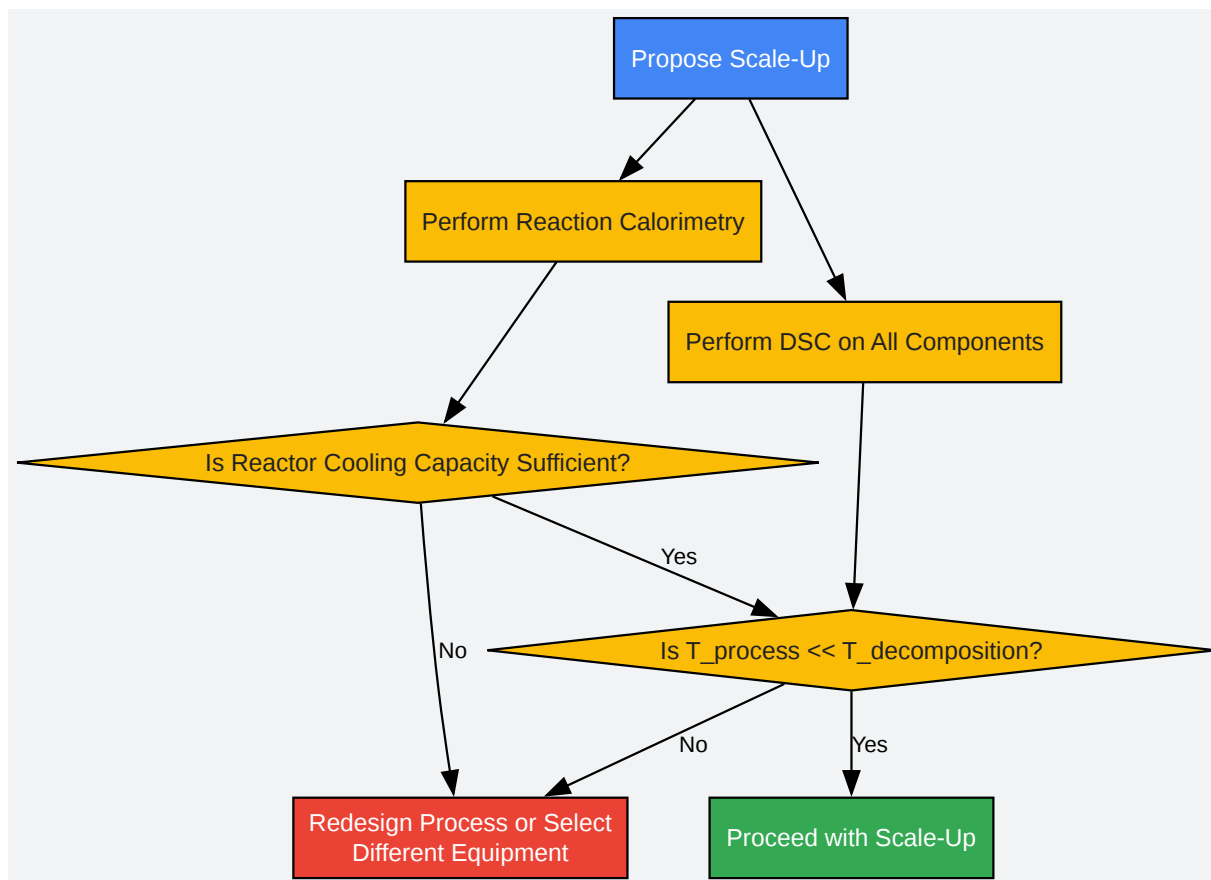 Propose Scale-Up
Perform Reaction Calorimetry
Perform DSC on All Components
Is Reactor Cooling Capacity Sufficient?
Yes
No
Is T_process << T_decomposition?
No
Yes
Redesign Process or Select
Different Equipment
Proceed with Scale-Up